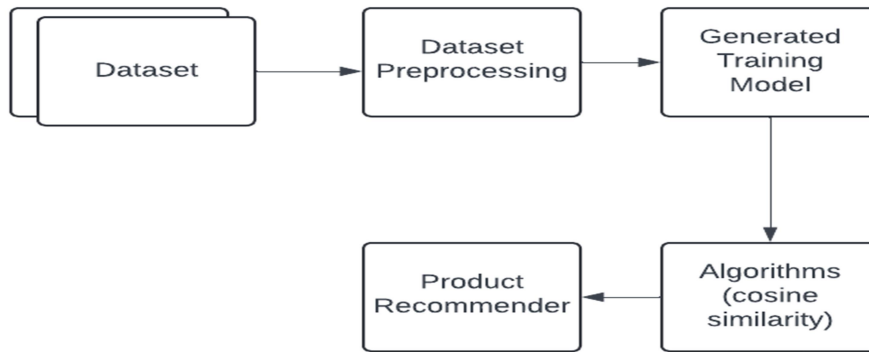 Dataset
Dataset
Preprocessing
Generated
Training
Model
Product
Recommender
Algorithms
(cosine
similarity)